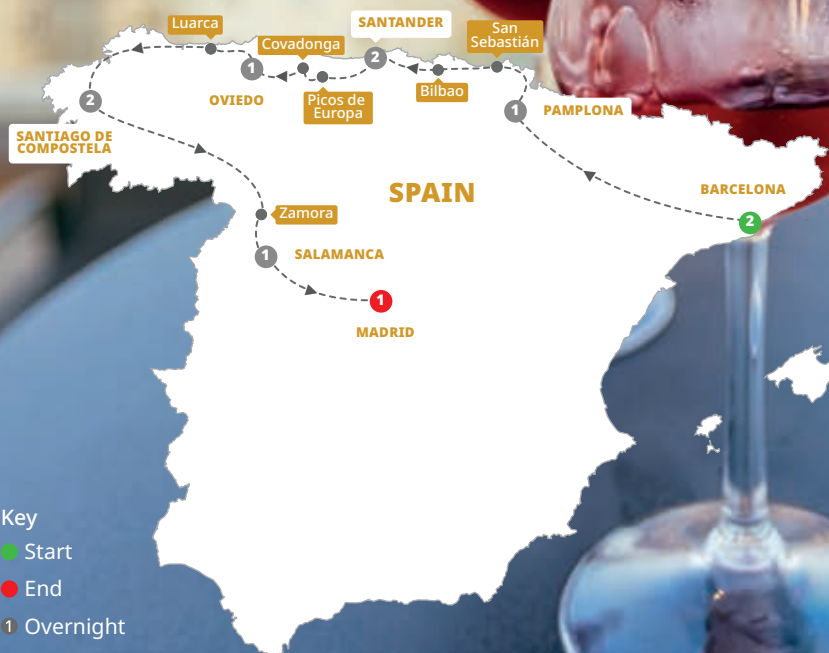 Luarca
SANTANDER
San
Sebastián
Covadonga
2
1
Picos de
Europa
Bilbao
OVIEDO
2
1
PAMPLONA
SANTIAGO DE
COMPOSTELA
SPAIN
BARCELONA
2
Zamora
1
SALAMANCA
1
MADRID
Key
Start
End
1 Overnight